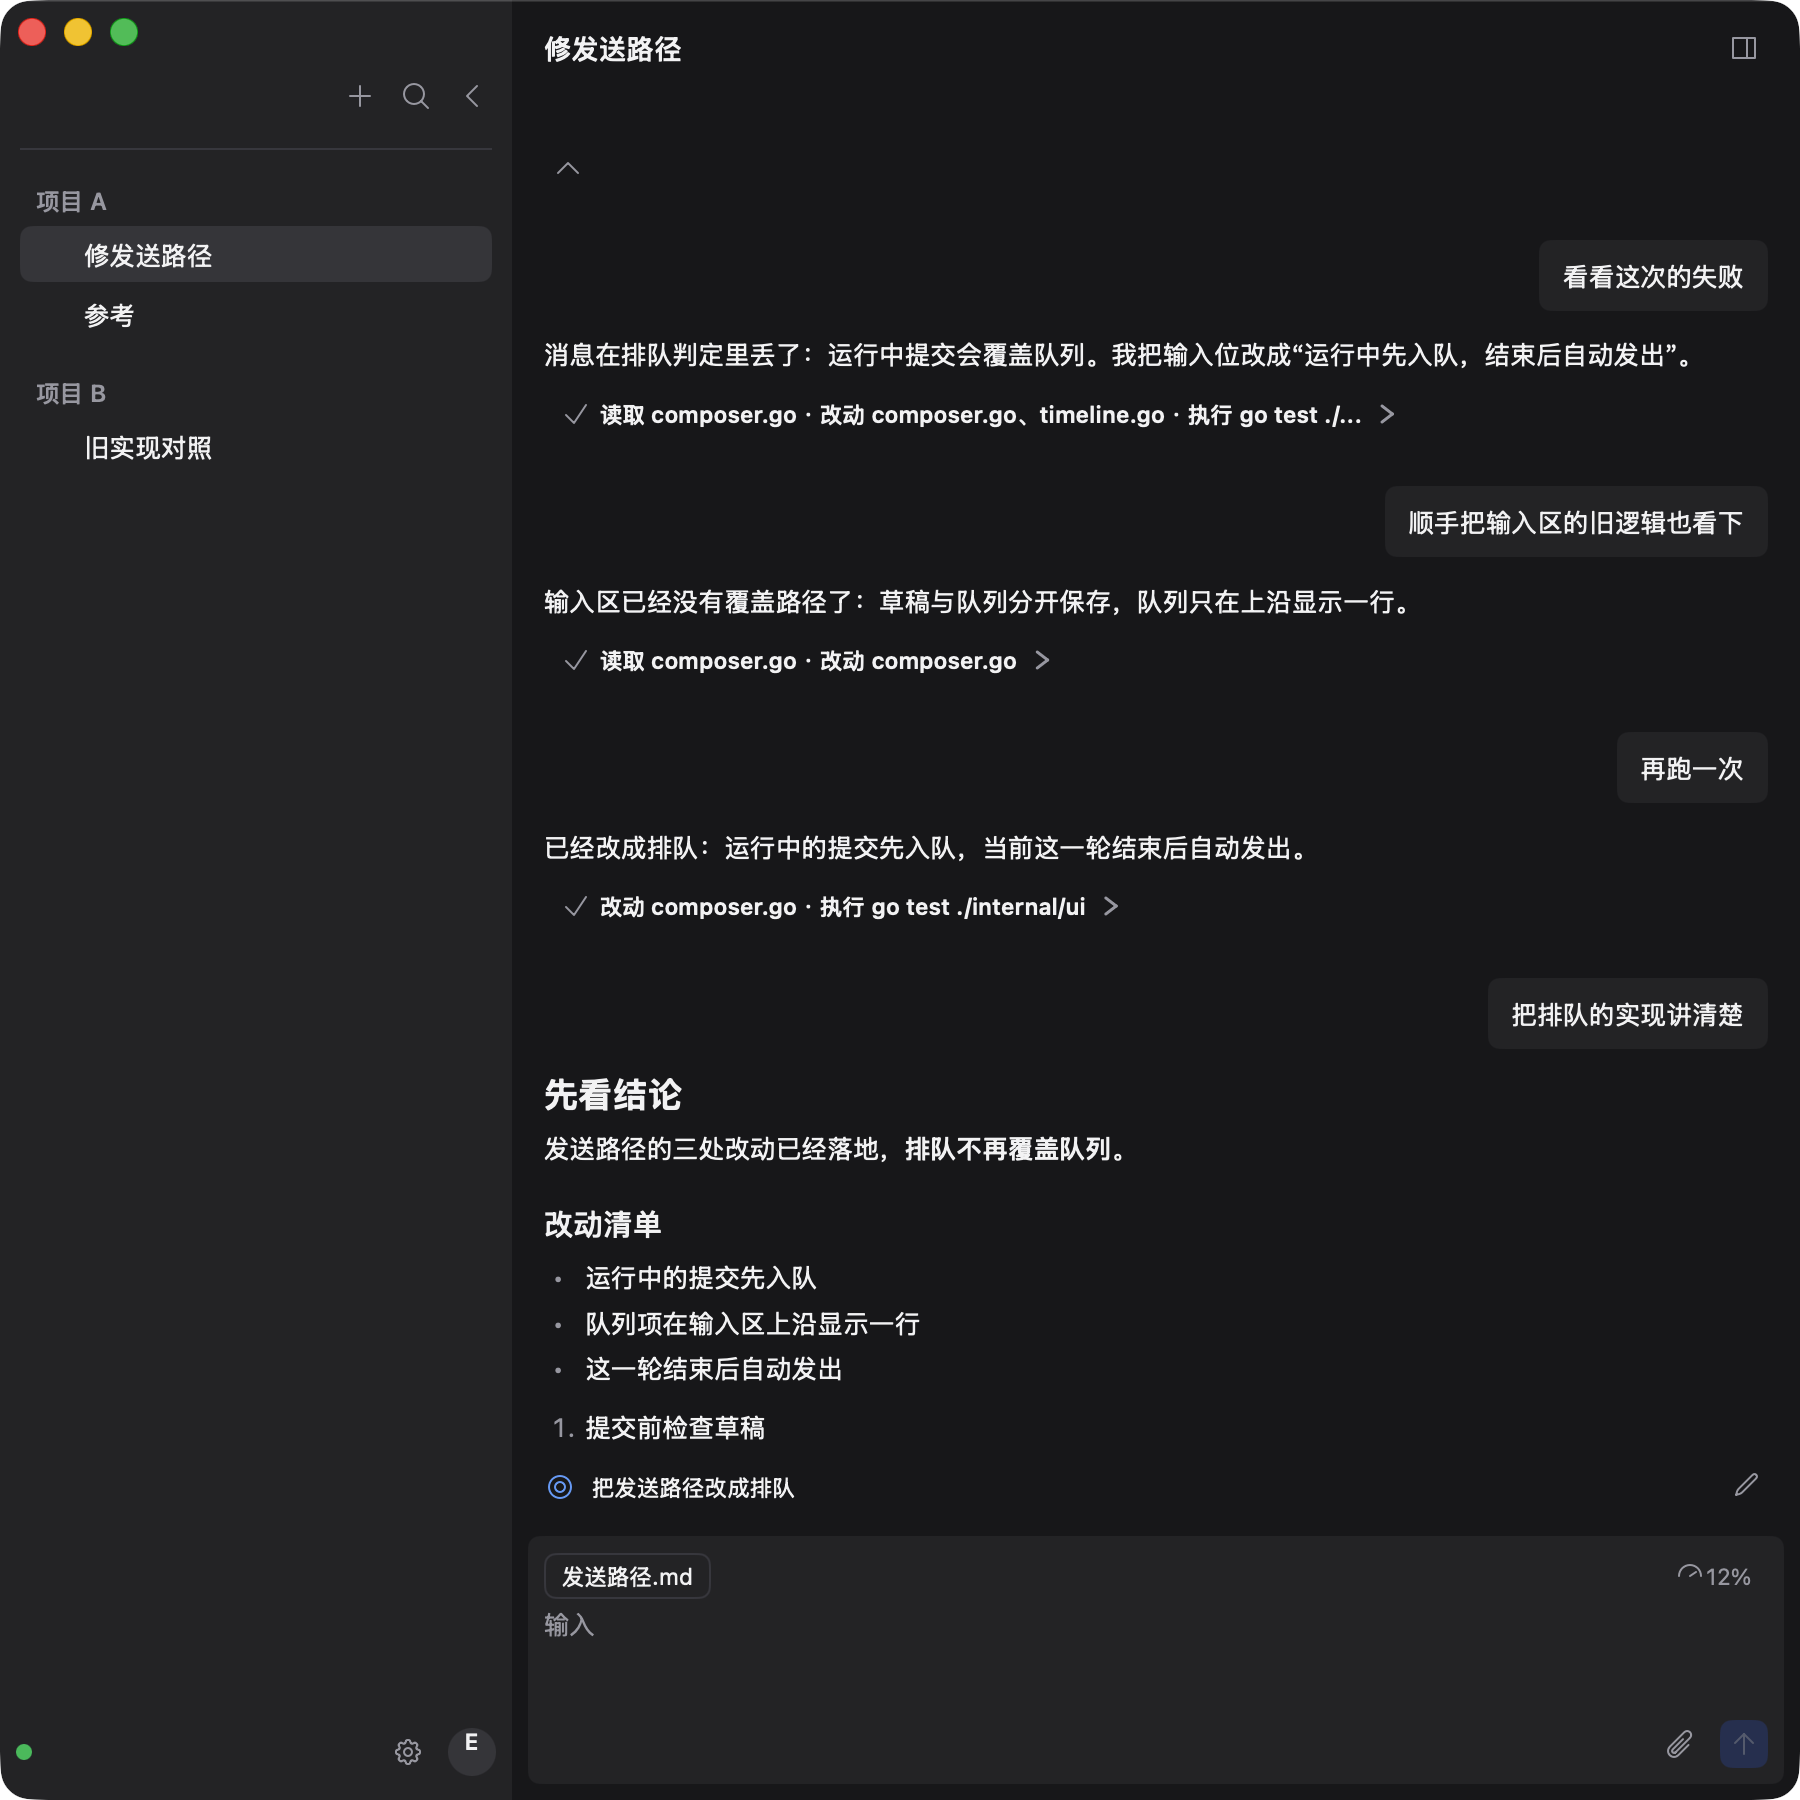 修发送路径
项目 A
修发送路径
参考
项目 B
旧实现对照
看看这次的失败
消息在排队判定里丢了：运行中提交会覆盖队列。我把输入位改成“运行中先入队，结束后自动发出”。
读取 composer.go · 改动 composer.go、timeline.go · 执行 go test ./...
顺手把输入区的旧逻辑也看下
输入区已经没有覆盖路径了：草稿与队列分开保存，队列只在上沿显示一行。
读取 composer.go · 改动 composer.go
再跑一次
已经改成排队：运行中的提交先入队，当前这一轮结束后自动发出。
改动 composer.go · 执行 go test ./internal/ui
把排队的实现讲清楚
先看结论
发送路径的三处改动已经落地，排队不再覆盖队列。
改动清单
• 运行中的提交先入队
• 队列项在输入区上沿显示一行
• 这一轮结束后自动发出
1. 提交前检查草稿
把发送路径改成排队
发送路径.md
12%
输入
E